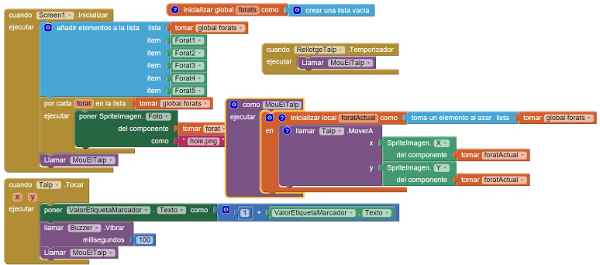 inicializar global forats como crear una lista vacía
cuando Screen1 .Inicializar
ejecutar añadir elementos a la lista lista tomar global forats
item Forat1
item Forat2
item Forat3
item Forat4
item Forat5
por cada forat en la lista tomar global forats
ejecutar poner SpriteImagen. Foto
del componente tomar forat
como " hole.png
Llamar MouElTalp
cuando RellotgeTalp .Temporizador
ejecutar Llamar MouElTalp
como MouElTalp
ejecutar inicializar local foratActual como toma un elemento al azar lista tomar global forats
en llamar Talp .MoverA
x SpriteImagen. X
del componente tomar foratActual
y SpriteImagen. Y
del componente tomar foratActual
cuando Talp .Tocar
x y
ejecutar poner ValorEtiquetaMarcador . Texto como 1 + ValorEtiquetaMarcador . Texto
llamar Buzzer .Vibrar
milisegundos 100
Llamar MouElTalp